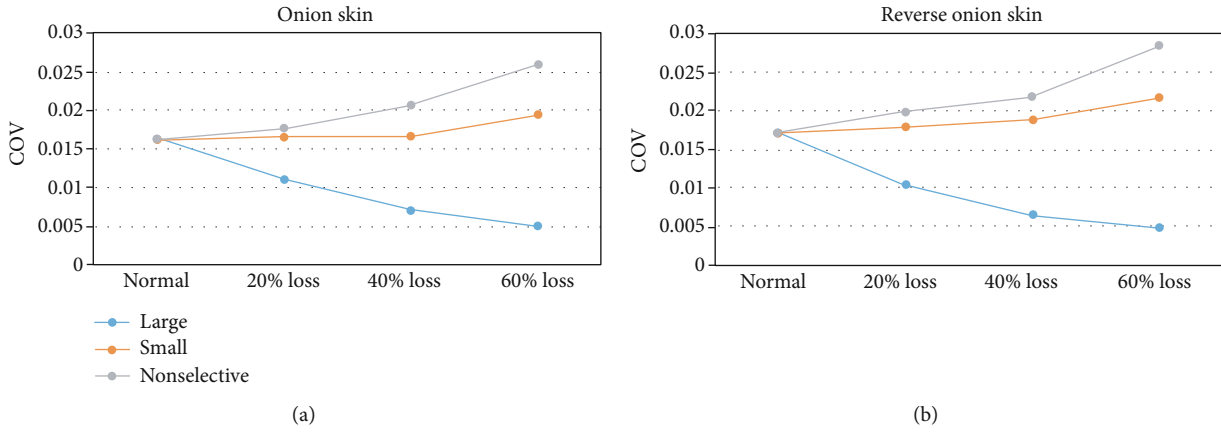 Onion skin
0.03
0.025
0.02
0.015
0.01
0.005
0
COV
Normal 20% loss 40% loss 60% loss
Large
Small
Nonselective
(a)
Reverse onion skin
0.03
0.025
0.02
0.015
0.01
0.005
0
COV
Normal 20% loss 40% loss 60% loss
(b)